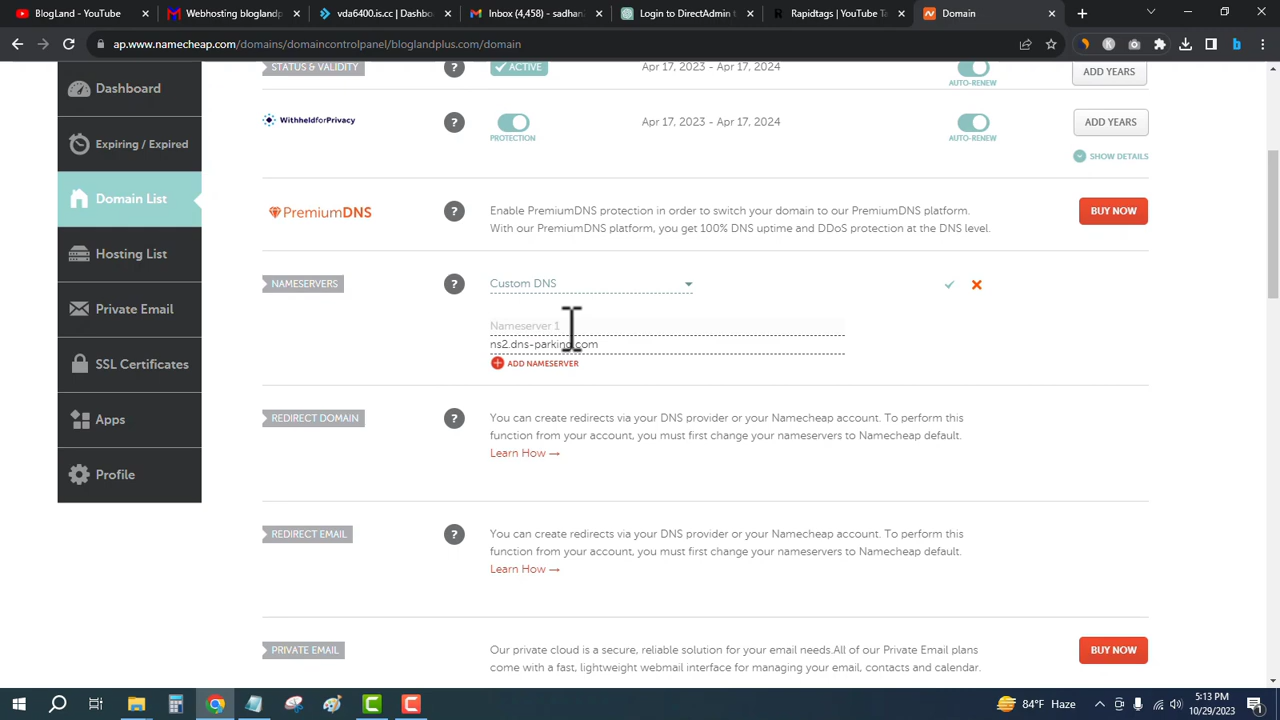 BogLand - YouTube
Namecheap blogland
vda6400.is.cc | Dashbo
Inbox (4,458) - sadhana
Login to DirectAdmin
Rapidtags | YouTube Ta
Domain
ap.www.namecheap.com/domains/domaincontrolpanel/bloglandplus.com/domain
STATUS & VALIDITY ? ACTIVE Apr 17, 2023 - Apr 17, 2024 AUTO-RENEW ADD YEARS
Dashboard
WithheldforPrivacy ? PROTECTION Apr 17, 2023 - Apr 17, 2024 AUTO-RENEW ADD YEARS
Expiring / Expired
SHOW DETAILS
Domain List
PremiumDNS ? Enable PremiumDNS protection in order to switch your domain to our PremiumDNS platform. BUY NOW
With our PremiumDNS platform, you get 100% DNS uptime and DDoS protection at the DNS level.
Hosting List
NAMESERVERS ? Custom DNS
Private Email
Nameserver 1
ns2.dns-parking.com
ADD NAMESERVER
SSL Certificates
Apps
REDIRECT DOMAIN ? You can create redirects via your DNS provider or your Namecheap account. To perform this
function from your account, you must first change your nameservers to Namecheap default.
Learn How →
Profile
REDIRECT EMAIL ? You can create redirects via your DNS provider or your Namecheap account. To perform this
function from your account, you must first change your nameservers to Namecheap default.
Learn How →
PRIVATE EMAIL Our private cloud is a secure, reliable solution for your email needs.All of our Private Email plans BUY NOW
come with a fast, lightweight webmail interface for managing your email, contacts and calendar.
84°F Haze
5:13 PM
10/29/2023